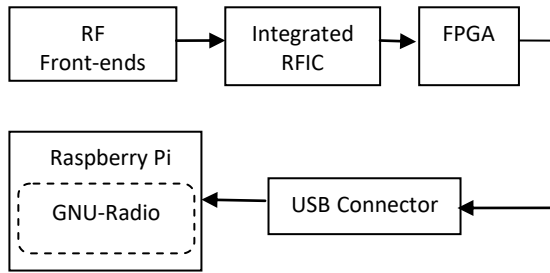 RF
Front-ends
Integrated
RFIC
FPGA
Raspberry Pi
GNU-Radio
USB Connector